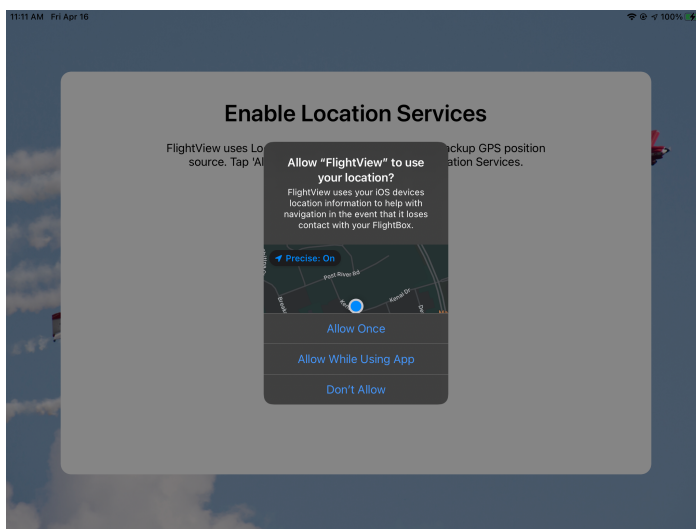 11:11 AM Fri Apr 16
100%
Enable Location Services
FlightView uses Lo
ackup GPS position
source. Tap 'Al
ation Services.
Allow “FlightView” to use
your location?
FlightView uses your iOS devices
location information to help with
navigation in the event that it loses
contact with your FlightBox.
Precise: On
Post River Rd
Kenai Dr
Allow Once
Allow While Using App
Don't Allow